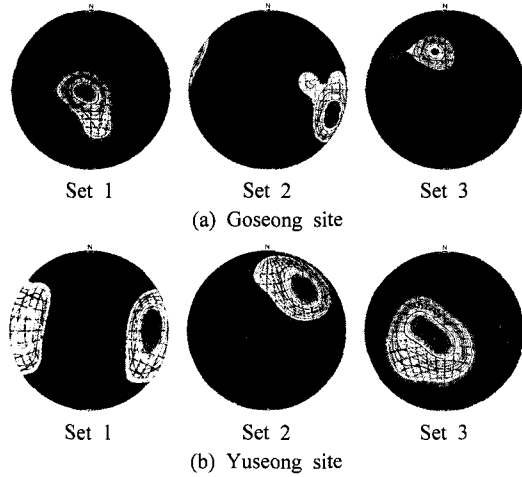 N N N
Set 1 Set 2 Set 3
(a) Goseong site
N N N
Set 1 Set 2 Set 3
(b) Yuseong site